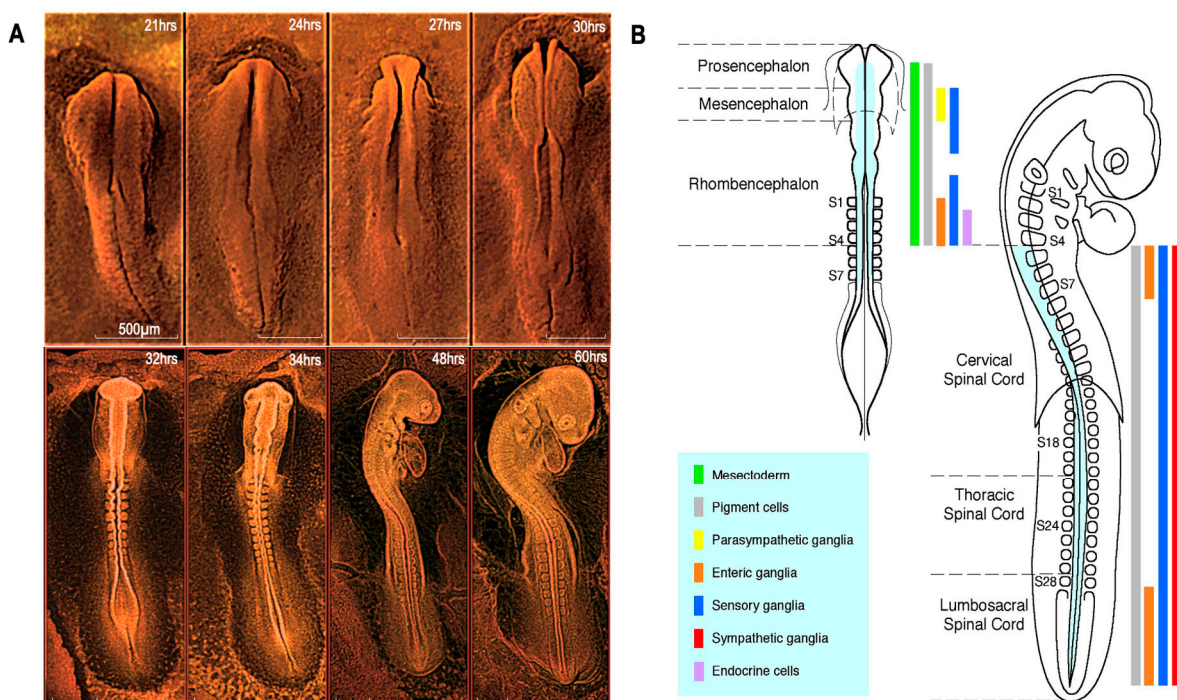 A
21hrs
24hrs
27hrs
30hrs
500µm
32hrs
34hrs
48hrs
60hrs
B
Prosencephalon
Mesencephalon
Rhombencephalon
S1
S4
S7
S1
S4
S7
Cervical
Spinal Cord
S18
Thoracic
Spinal Cord
S24
S28
Lumbosacral
Spinal Cord
Mesectoderm
Pigment cells
Parasympathetic ganglia
Enteric ganglia
Sensory ganglia
Sympathetic ganglia
Endocrine cells